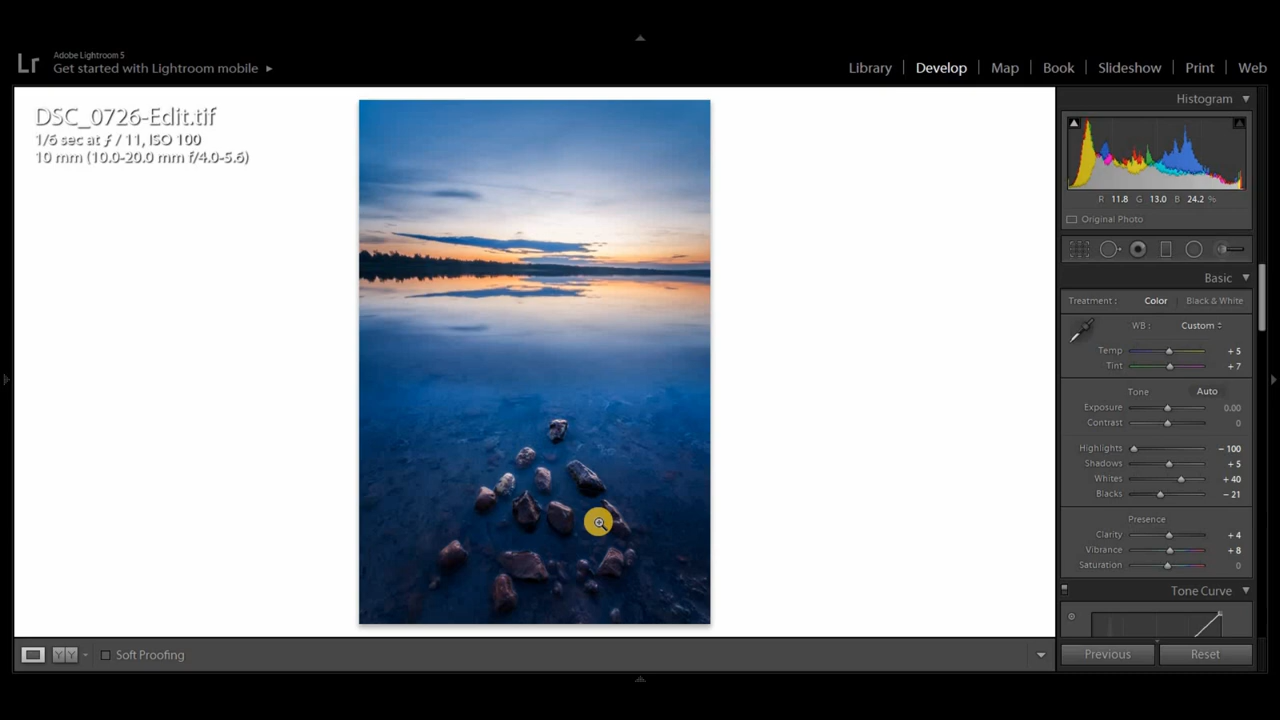 Lr
Adobe Lightroom 5
Get started with Lightroom mobile ▸
Library | Develop | Map | Book | Slideshow | Print | Web
DSC_0726-Edit.tif
1/6 sec at ƒ / 11, ISO 100
10 mm (10.0-20.0 mm f/4.0-5.6)
Histogram
R 11.8 G 13.0 B 24.2 %
Original Photo
Basic
Treatment : Color Black & White
WB : Custom
Temp + 5
Tint + 7
Tone Auto
Exposure 0.00
Contrast 0
Highlights − 100
Shadows + 5
Whites + 40
Blacks − 21
Presence
Clarity + 4
Vibrance + 8
Saturation 0
Tone Curve
Y Y Soft Proofing
Previous Reset